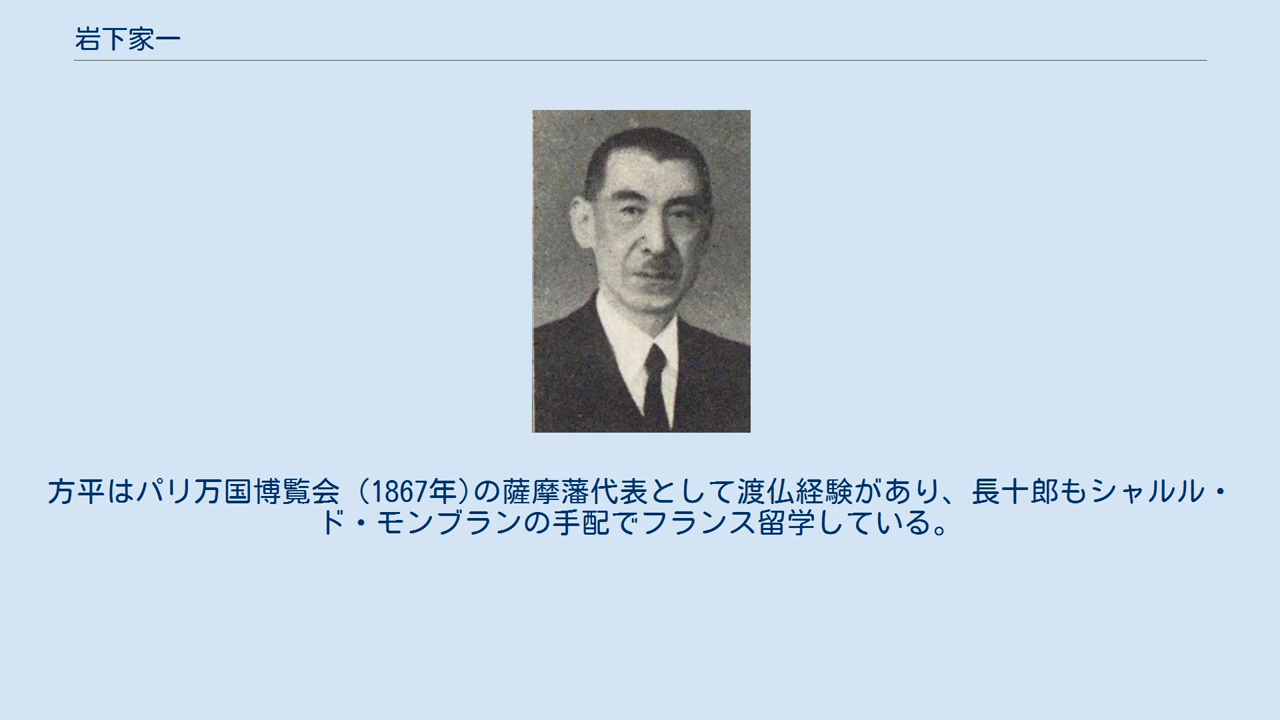 岩下家一
方平はパリ万国博覧会（1867年)の薩摩藩代表として渡仏経験があり、長十郎もシャルル・
ド・モンブランの手配でフランス留学している。